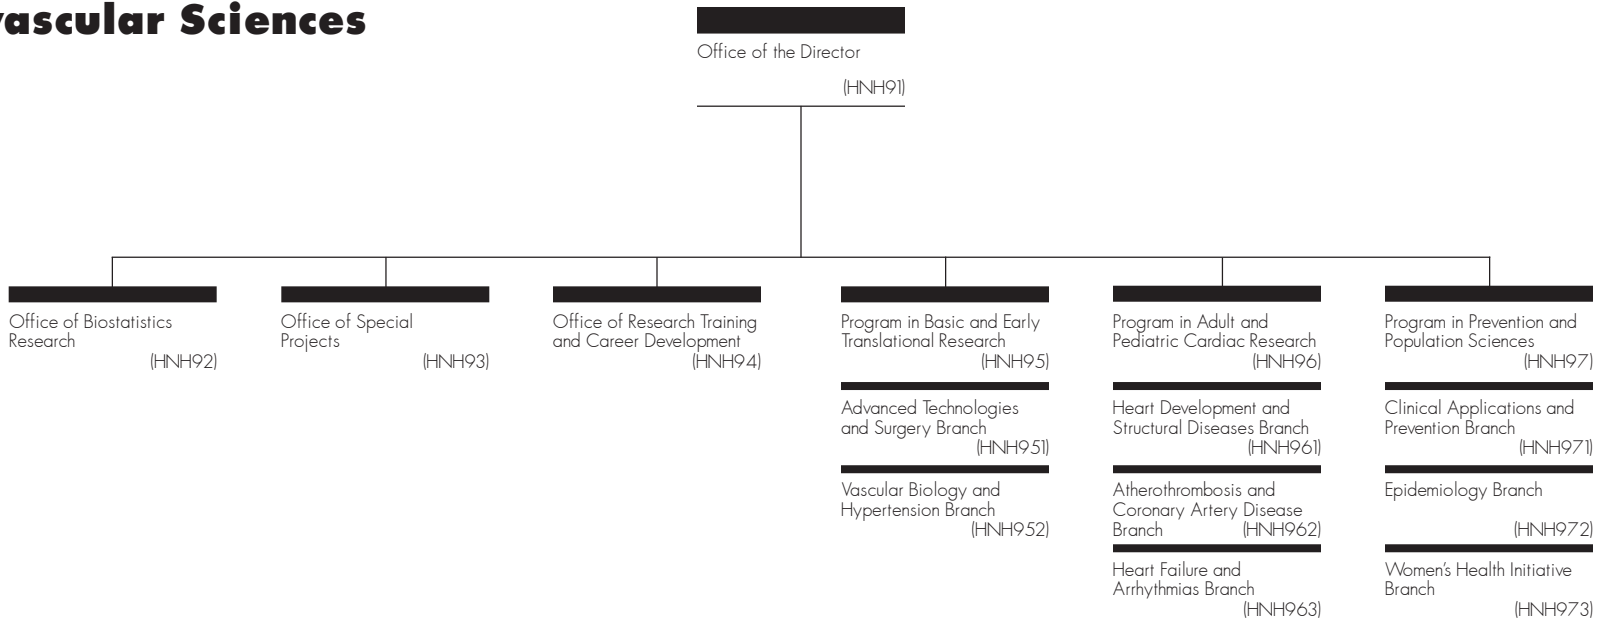 vascular Sciences
Office of the Director
(HNH91)
Office of Biostatistics
Research
(HNH92)
Office of Special
Projects
(HNH93)
Office of Research Training
and Career Development
(HNH94)
Program in Basic and Early
Translational Research
(HNH95)
Advanced Technologies
and Surgery Branch
(HNH951)
Vascular Biology and
Hypertension Branch
(HNH952)
Program in Adult and
Pediatric Cardiac Research
(HNH96)
Heart Development and
Structural Diseases Branch
(HNH961)
Atherothrombosis and
Coronary Artery Disease
Branch (HNH962)
Heart Failure and
Arrhythmias Branch
(HNH963)
Program in Prevention and
Population Sciences
(HNH97)
Clinical Applications and
Prevention Branch
(HNH971)
Epidemiology Branch
(HNH972)
Women's Health Initiative
Branch
(HNH973)